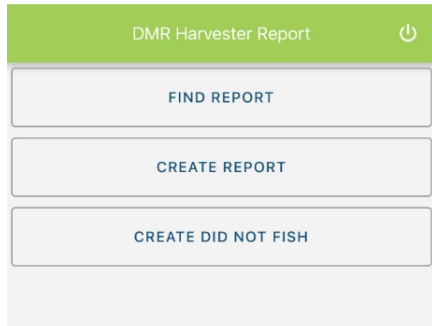 DMR Harvester Report
FIND REPORT
CREATE REPORT
CREATE DID NOT FISH